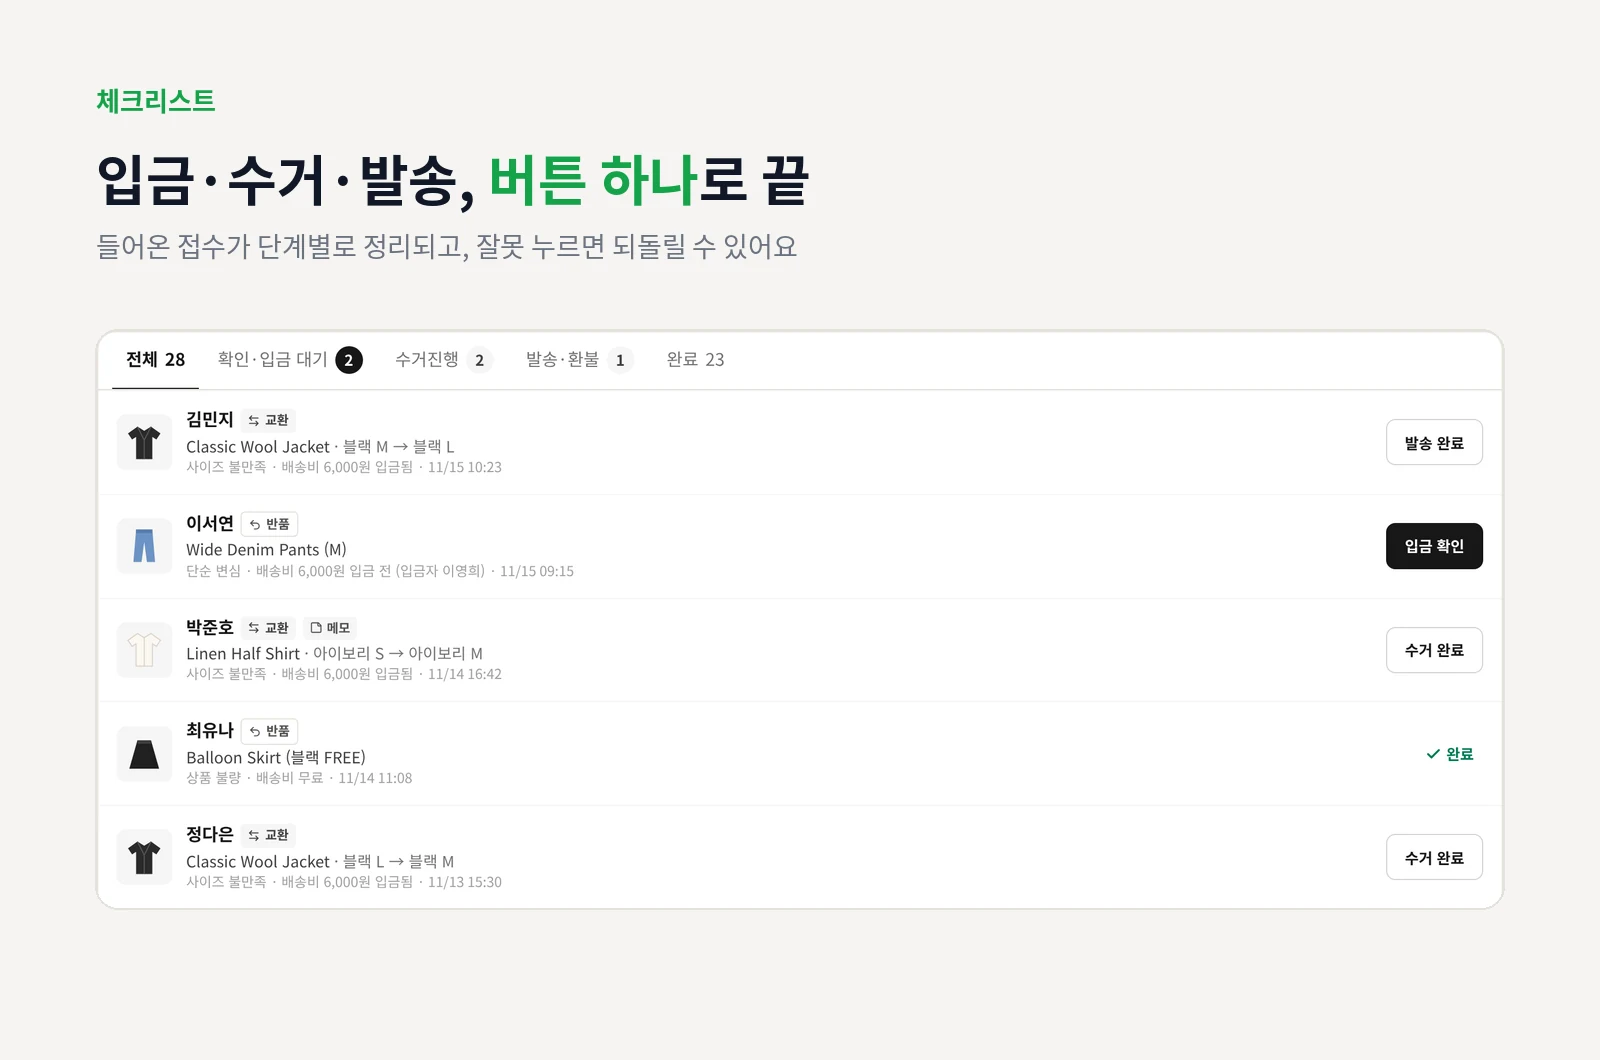 체크리스트
입금·수거·발송, 버튼 하나로 끝
들어온 접수가 단계별로 정리되고, 잘못 누르면 되돌릴 수 있어요
전체 28 확인·입금 대기 2 수거진행 2 발송·환불 1 완료 23
김민지 교환
Classic Wool Jacket · 블랙 M → 블랙 L
사이즈 불만족 · 배송비 6,000원 입금됨 · 11/15 10:23
발송 완료
이서연 반품
Wide Denim Pants (M)
단순 변심 · 배송비 6,000원 입금 전 (입금자 이영희) · 11/15 09:15
입금 확인
박준호 교환 메모
Linen Half Shirt · 아이보리 S → 아이보리 M
사이즈 불만족 · 배송비 6,000원 입금됨 · 11/14 16:42
수거 완료
최유나 반품
Balloon Skirt (블랙 FREE)
상품 불량 · 배송비 무료 · 11/14 11:08
완료
정다은 교환
Classic Wool Jacket · 블랙 L → 블랙 M
사이즈 불만족 · 배송비 6,000원 입금됨 · 11/13 15:30
수거 완료